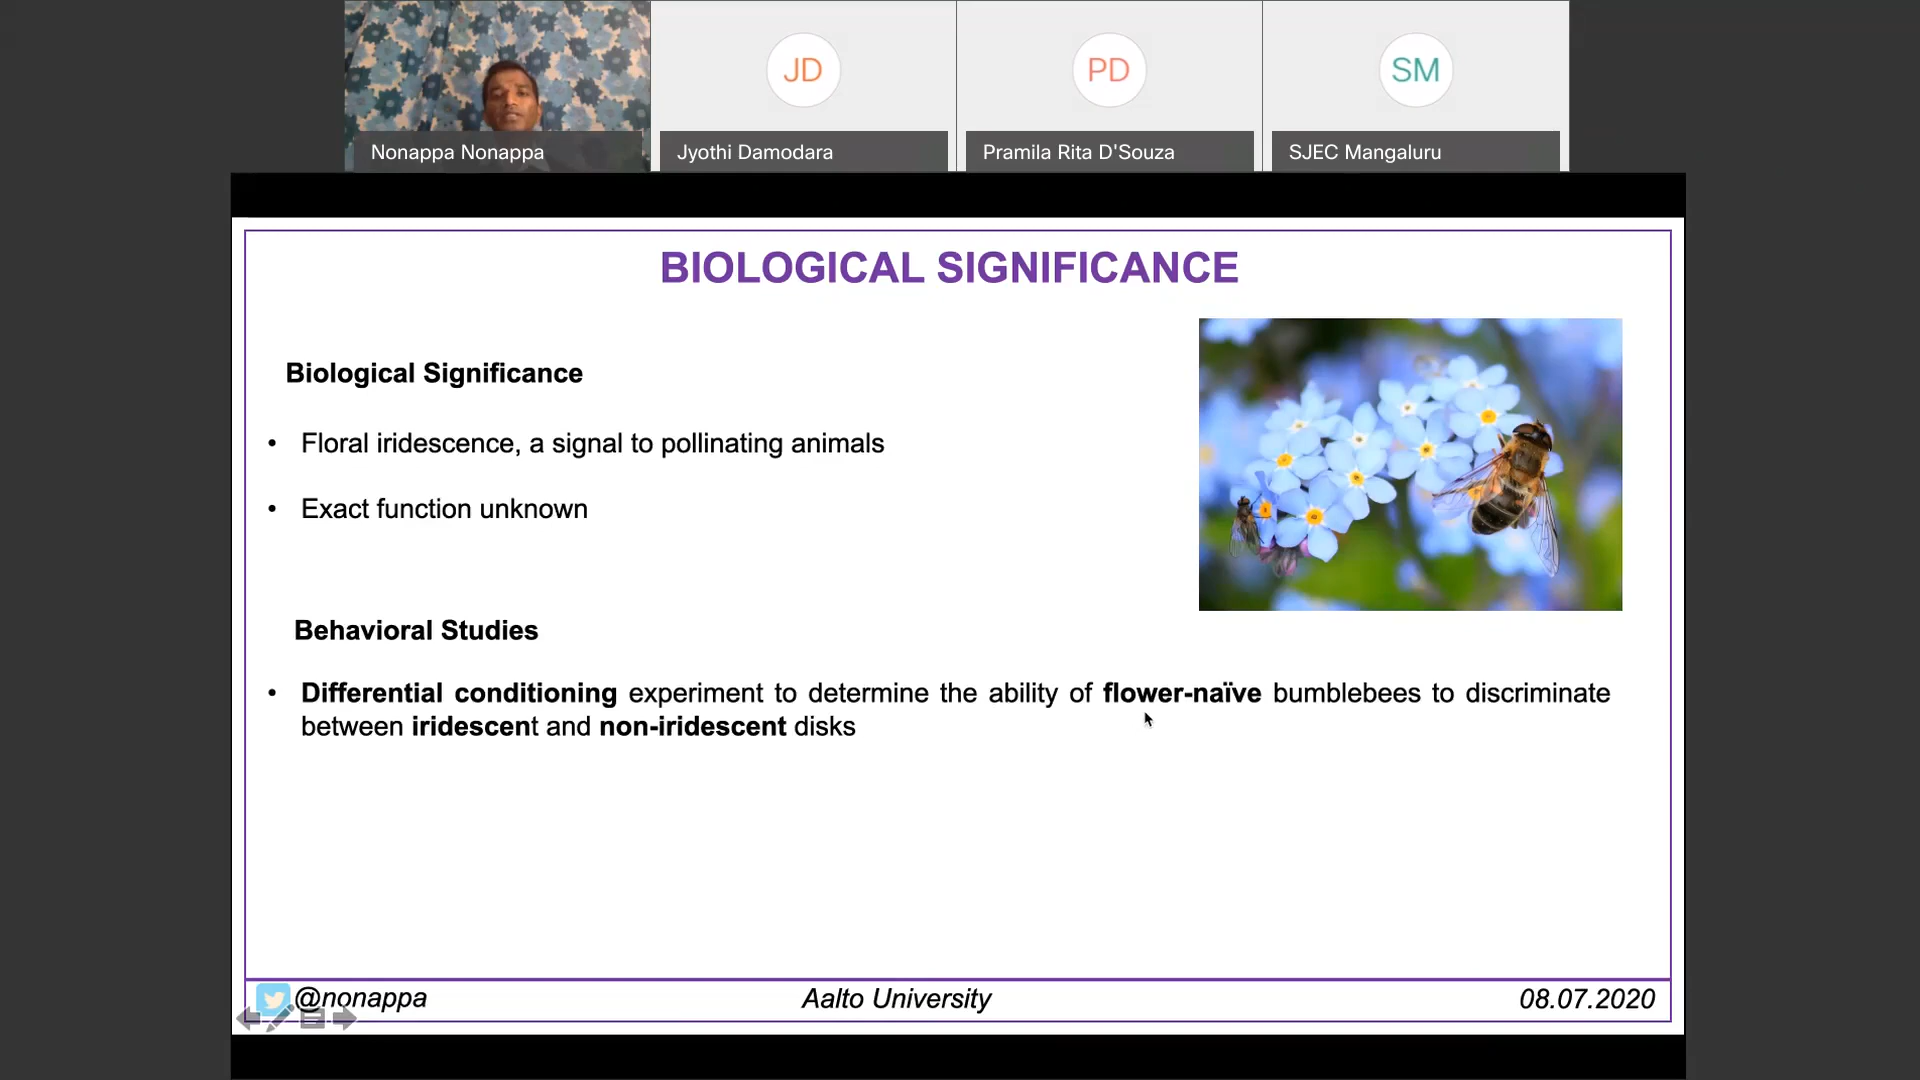 JD
PD
SM
Nonappa Nonappa
Jyothi Damodara
Pramila Rita D'Souza
SJEC Mangaluru
BIOLOGICAL SIGNIFICANCE
Biological Significance
• Floral iridescence, a signal to pollinating animals
• Exact function unknown
Behavioral Studies
• Differential conditioning experiment to determine the ability of flower-naïve bumblebees to discriminate
between iridescent and non-iridescent disks
@nonappa
Aalto University
08.07.2020